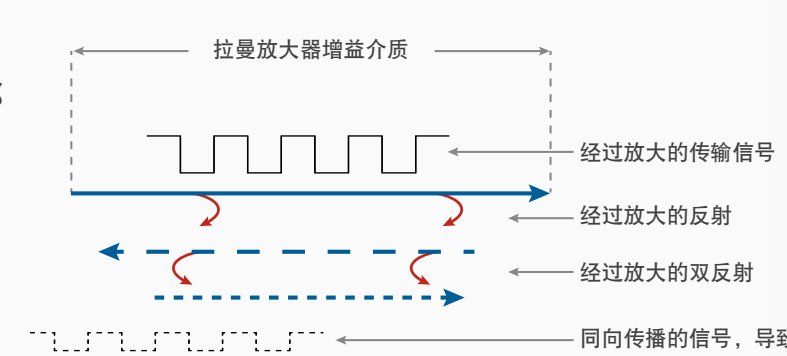 拉曼放大器增益介质
经过放大的传输信号
经过放大的反射
经过放大的双反射
同向传播的信号，导致